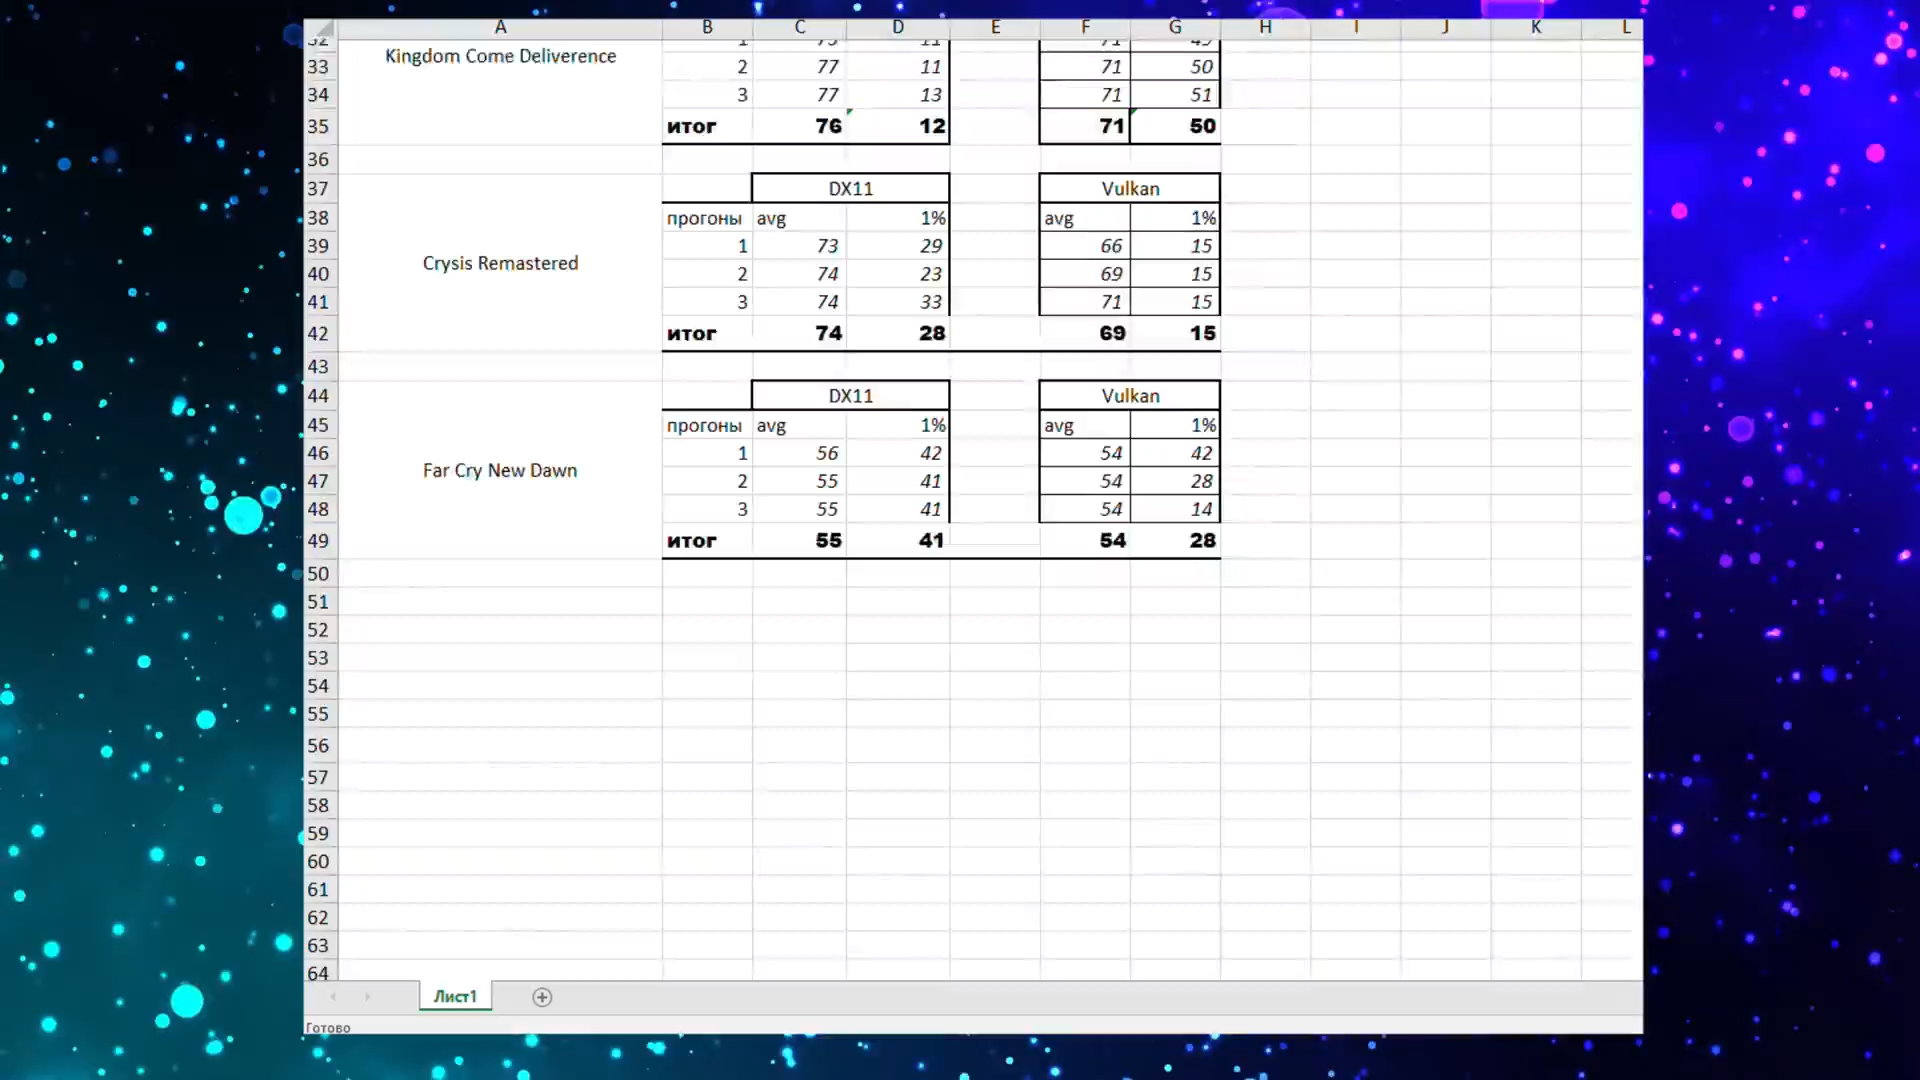 A B C D E F G H I J K L
Kingdom Come Deliverence
33 2 77 11 71 50
34 3 77 13 71 51
35 итог 76 12 71 50
36
37 DX11 Vulkan
38 прогоны avg 1% avg 1%
39 1 73 29 66 15
Crysis Remastered
40 2 74 23 69 15
41 3 74 33 71 15
42 итог 74 28 69 15
43
44 DX11 Vulkan
45 прогоны avg 1% avg 1%
46 1 56 42 54 42
Far Cry New Dawn
47 2 55 41 54 28
48 3 55 41 54 14
49 итог 55 41 54 28
50
51
52
53
54
55
56
57
58
59
60
61
62
63
64
Лист1
Готово